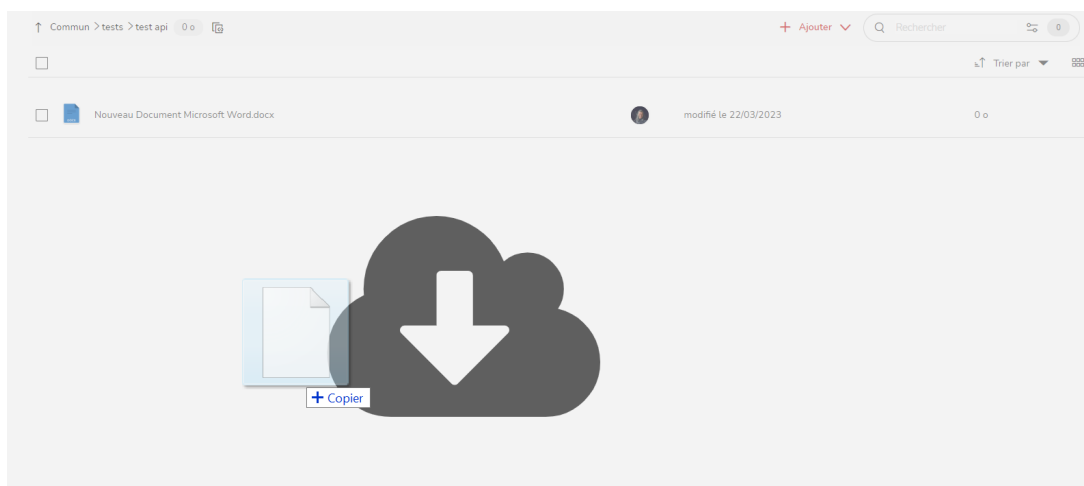 ↑ Commun > tests > test api 0 o
+ Ajouter
Rechercher
0
Trier par
Nouveau Document Microsoft Word.docx modifié le 22/03/2023 0 o
+ Copier